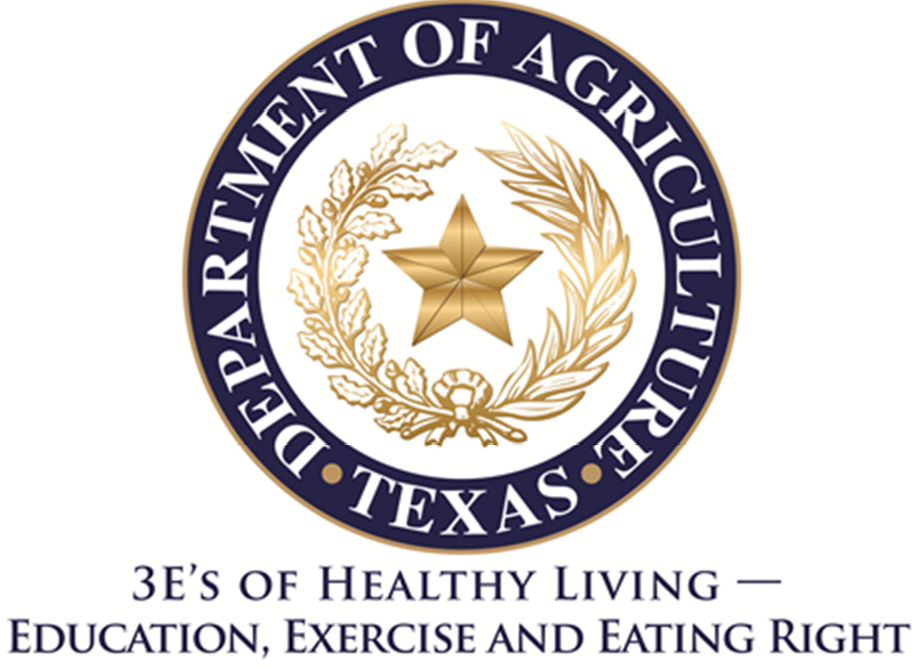 DEPARTMENT OF AGRICULTURE
TEXAS
3E'S OF HEALTHY LIVING —
EDUCATION, EXERCISE AND EATING RIGHT